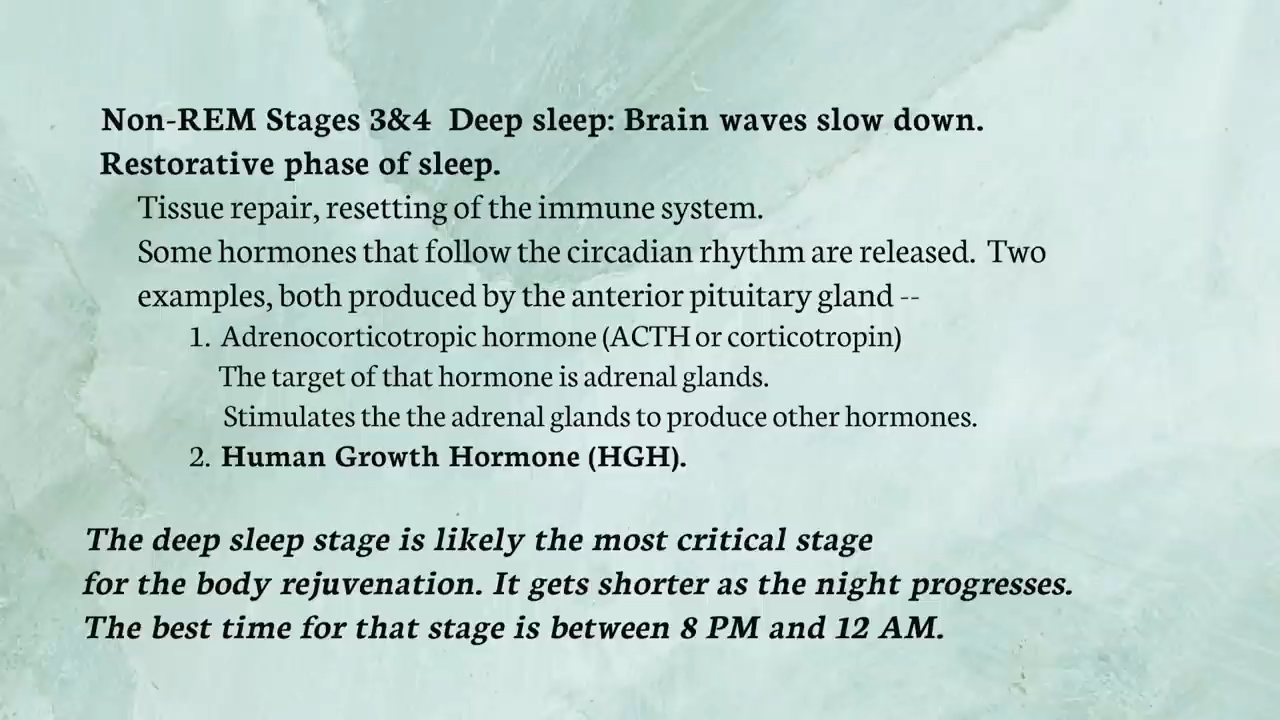 Non-REM Stages 3&4 Deep sleep: Brain waves slow down.
Restorative phase of sleep.
Tissue repair, resetting of the immune system.
Some hormones that follow the circadian rhythm are released. Two
examples, both produced by the anterior pituitary gland --
1. Adrenocorticotropic hormone (ACTH or corticotropin)
The target of that hormone is adrenal glands.
Stimulates the the adrenal glands to produce other hormones.
2. Human Growth Hormone (HGH).
The deep sleep stage is likely the most critical stage
for the body rejuvenation. It gets shorter as the night progresses.
The best time for that stage is between 8 PM and 12 AM.